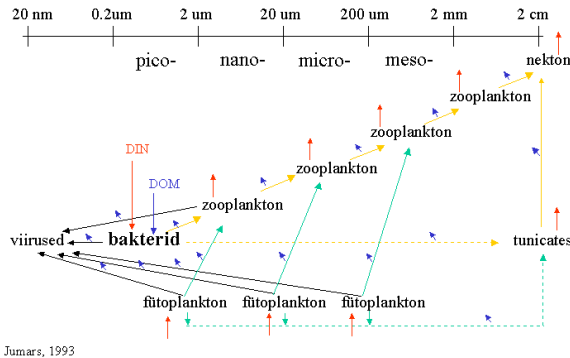 20 nm 0.2um 2 um 20 um 200 um 2 mm 2 cm
pico- nano- micro- meso- nekton
zooplankton
zooplankton
DIN
zooplankton
DOM
zooplankton
viirused bakterid tunicates
fütoplankton fütoplankton fütoplankton
Jumars, 1993